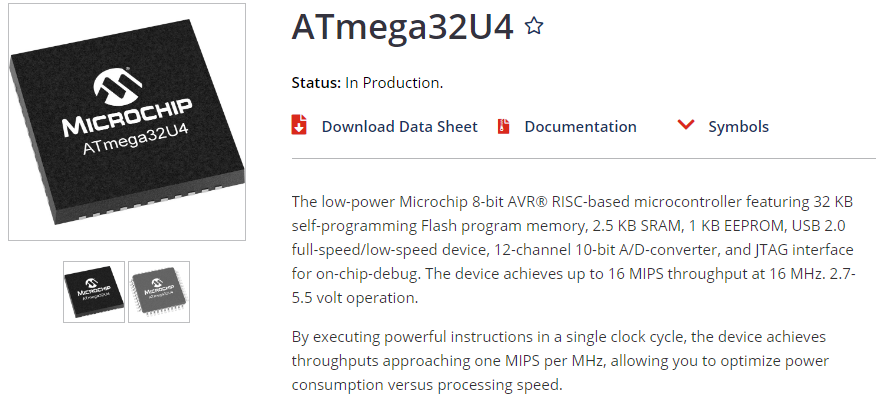 ATmega32U4
Status: In Production.
MICROCHIP
ATmega32U4
Download Data Sheet
Documentation
Symbols
The low-power Microchip 8-bit AVR® RISC-based microcontroller featuring 32 KB
self-programming Flash program memory, 2.5 KB SRAM, 1 KB EEPROM, USB 2.0
full-speed/low-speed device, 12-channel 10-bit A/D-converter, and JTAG interface
for on-chip-debug. The device achieves up to 16 MIPS throughput at 16 MHz. 2.7-
5.5 volt operation.
MICROCHIP
ATmega32U4
MICROCHIP
ATmega32U4
By executing powerful instructions in a single clock cycle, the device achieves
throughputs approaching one MIPS per MHz, allowing you to optimize power
consumption versus processing speed.